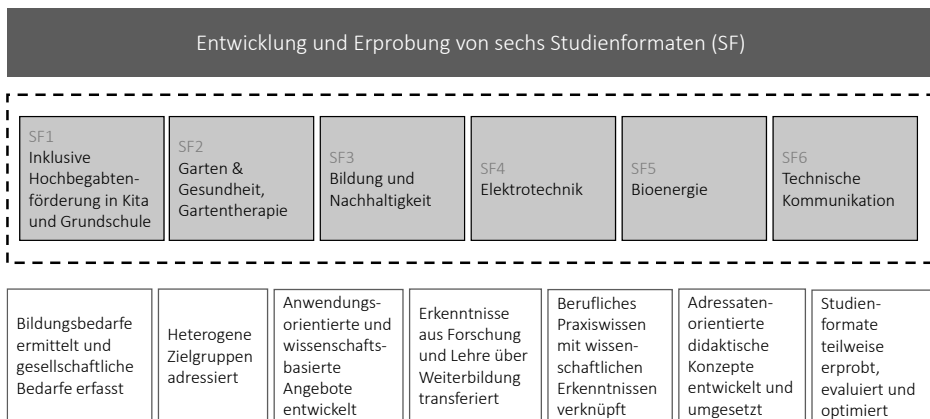 Entwicklung und Erprobung von sechs Studienformaten (SF)
SF1
Inklusive
Hochbegabten-
förderung in Kita
und Grundschule
SF2
Garten &
Gesundheit,
Gartentherapie
SF3
Bildung und
Nachhaltigkeit
SF4
Elektrotechnik
SF5
Bioenergie
SF6
Technische
Kommunikation
Bildungsbedarfe
ermittelt und
gesellschaftliche
Bedarfe erfasst
Heterogene
Zielgruppen
adressiert
Anwendungs-
orientierte und
wissenschafts-
basierte
Angebote
entwickelt
Erkenntnisse
aus Forschung
und Lehre über
Weiterbildung
transferiert
Berufliches
Praxiswissen
mit wissen-
schaftlichen
Erkenntnissen
verknüpft
Adressaten-
orientierte
didaktische
Konzepte
entwickelt und
umgesetzt
Studien-
formate
teilweise
erprobt,
evaluiert und
optimiert